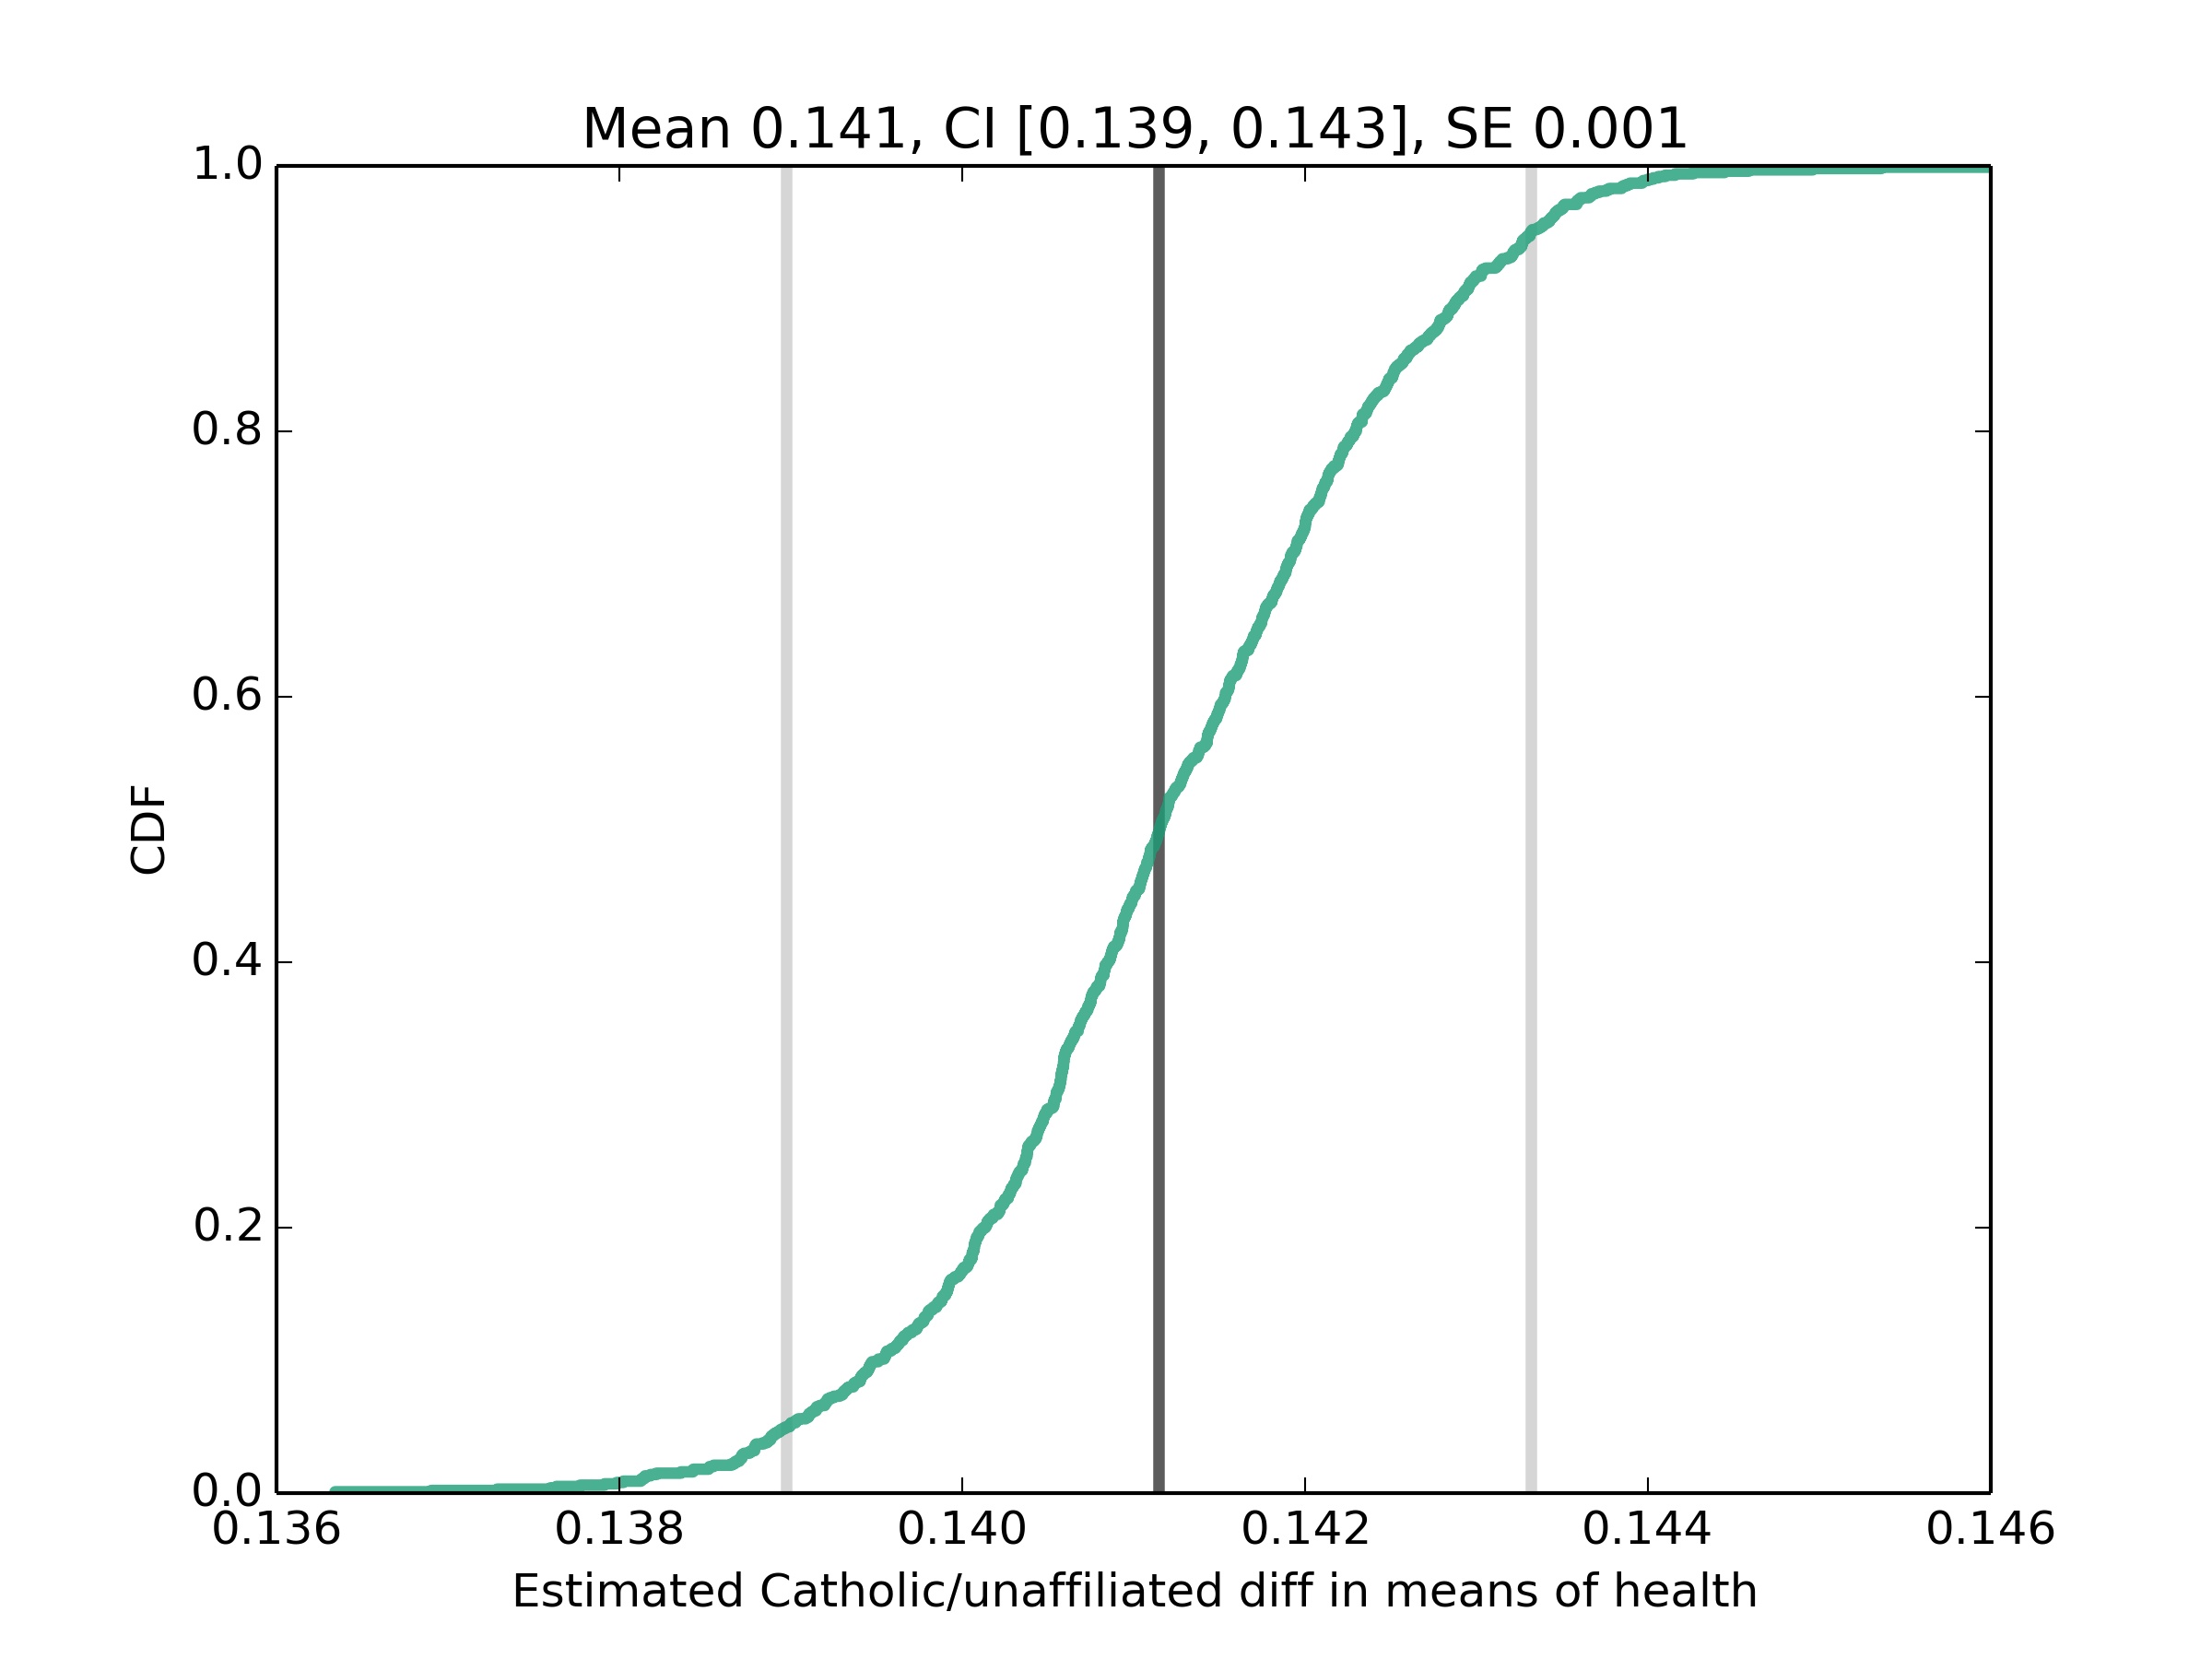 Mean 0.141, CI [0.139, 0.143], SE 0.001
1.0
0.8
0.6
0.4
0.2
0.0
CDF
0.136 0.138 0.140 0.142 0.144 0.146
Estimated Catholic/unaffiliated diff in means of health